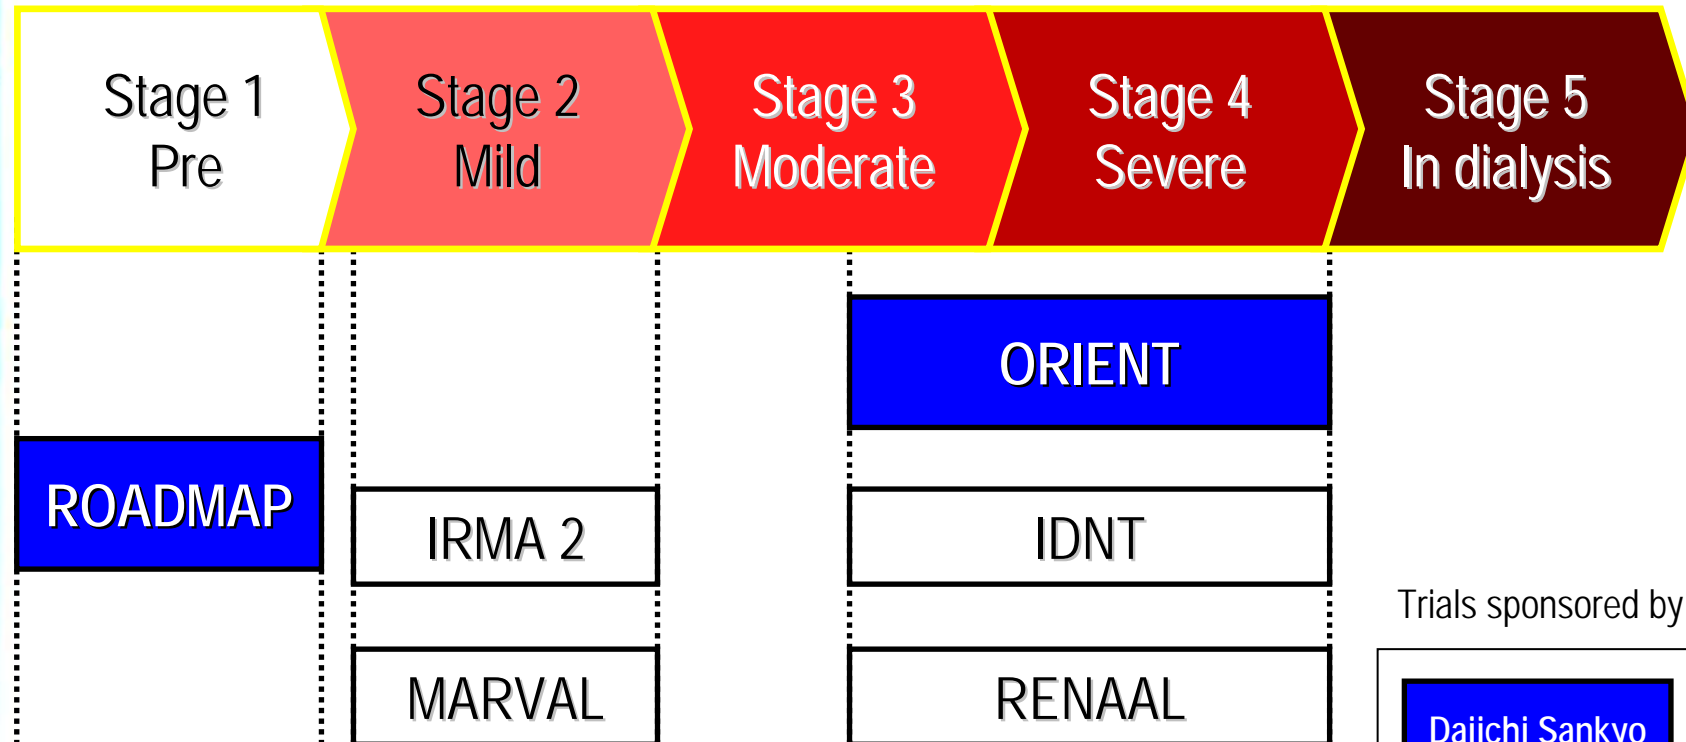 Stage 1
Pre
Stage 2
Mild
Stage 3
Moderate
Stage 4
Severe
Stage 5
In dialysis
ORIENT
ROADMAP
IRMA 2
IDNT
MARVAL
RENAAL
Trials sponsored by
Daiichi Sankyo